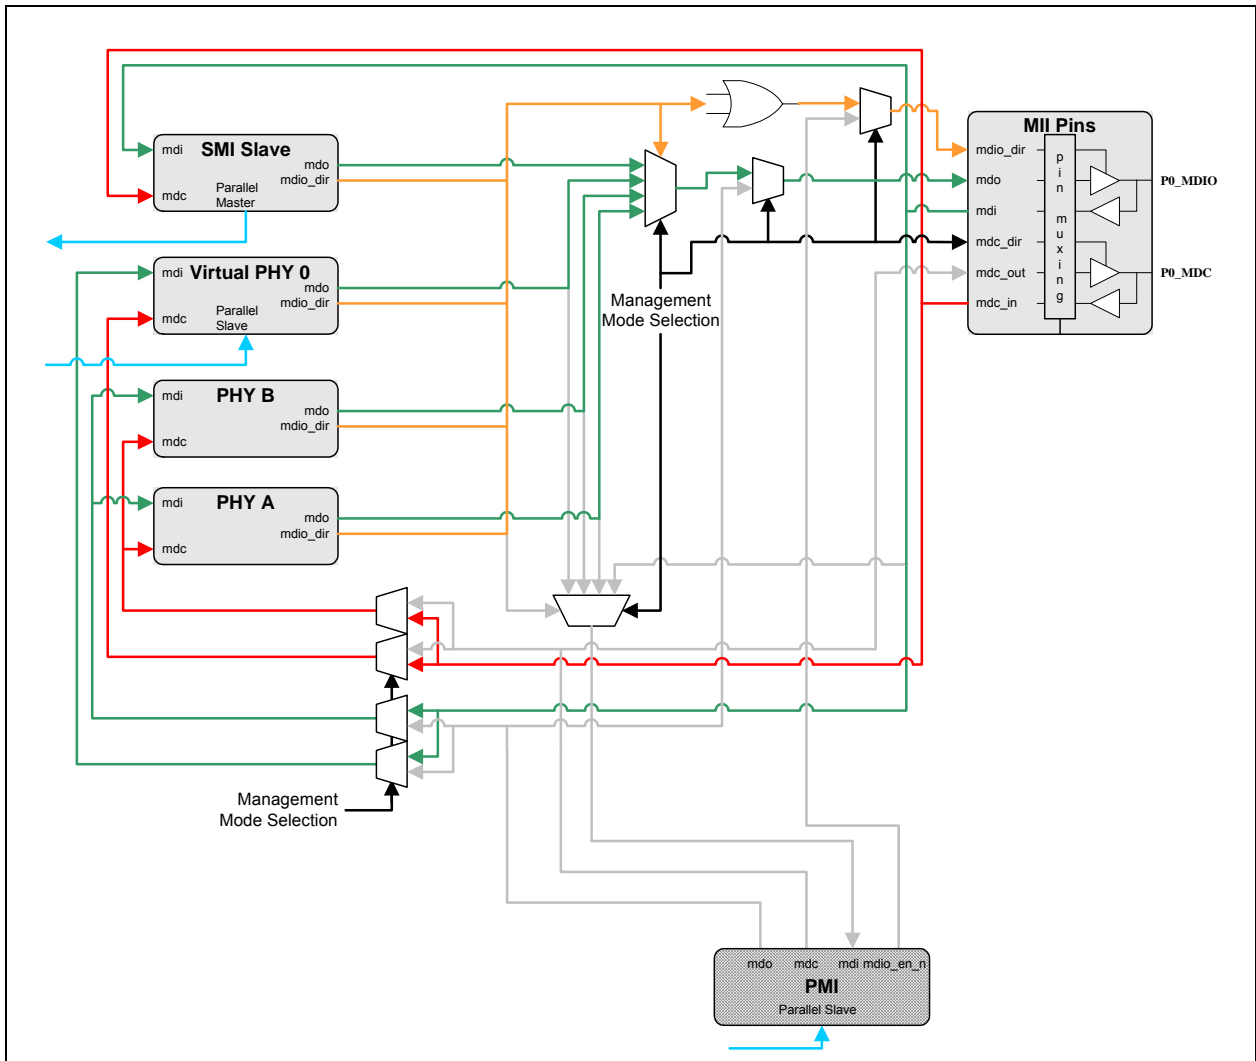 SMI Slave
mdi
mdc
Parallel
Master
mdo
mdio_dir
Virtual PHY 0
mdi
mdc
Parallel
Slave
mdo
mdio_dir
PHY B
mdi
mdc
mdo
mdio_dir
PHY A
mdi
mdc
mdo
mdio_dir
Management
Mode Selection
MII Pins
mdio_dir
mdo
mdi
mdc_dir
mdc_out
mdc_in
pin muxing
P0_MDIO
P0_MDC
Management
Mode Selection
mdo mdc mdi mdio_en_n
PMI
Parallel Slave